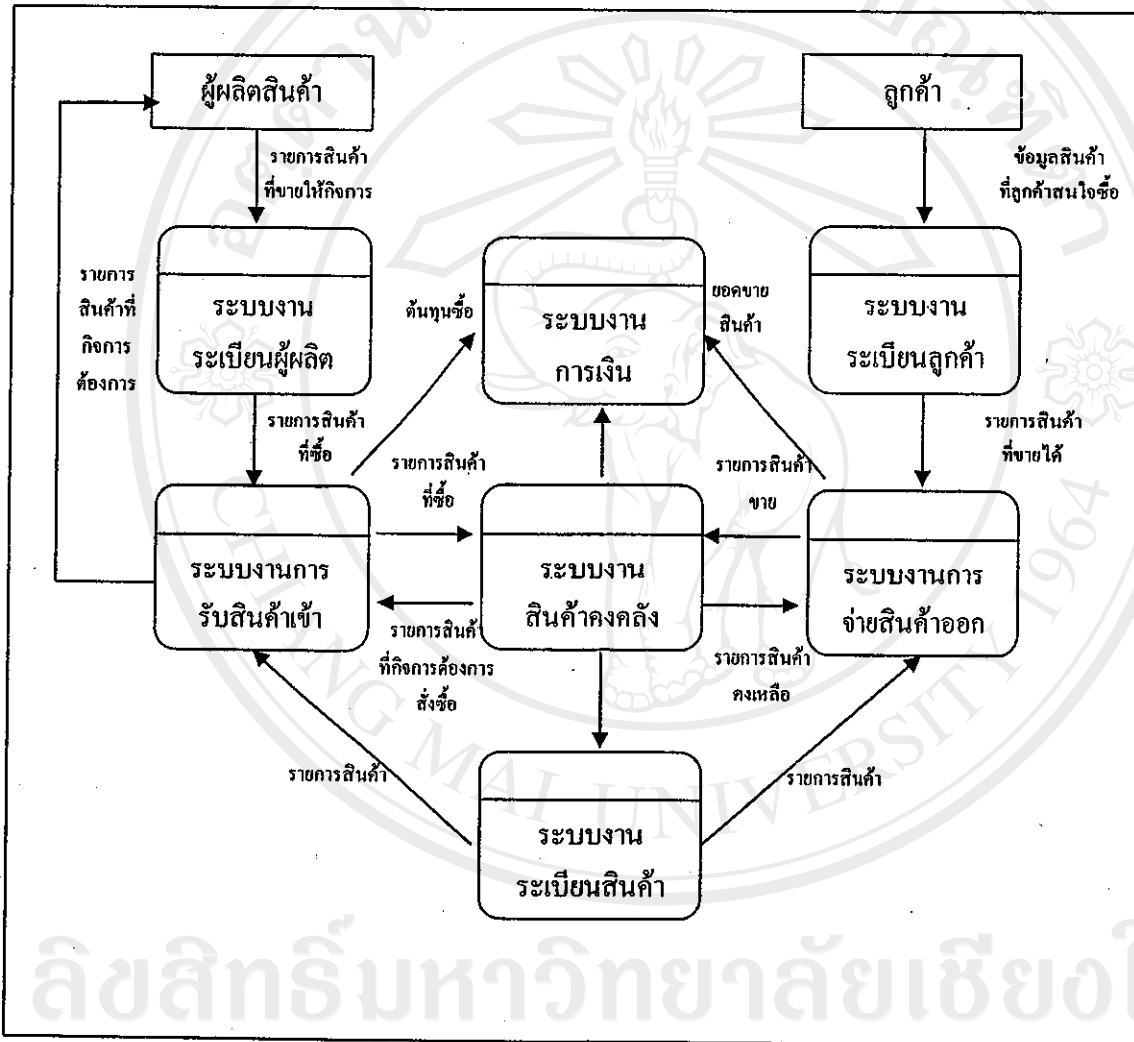 ผู้ผลิตสินค้า
ลูกค้า
รายการสินค้า
ที่ขายให้กิจการ
ข้อมูลสินค้า
ที่ลูกค้าสนใจซื้อ
รายการ
สินค้าที่
กิจการ
ต้องการ
ระบบงาน
ระเบียนผู้ผลิต
ต้นทุนซื้อ
ระบบงาน
การเงิน
ยอดขาย
สินค้า
ระบบงาน
ระเบียนลูกค้า
รายการสินค้า
ที่ซื้อ
รายการสินค้า
ที่ขายได้
รายการสินค้า
ที่ซื้อ
รายการสินค้า
ขาย
ระบบงานการ
รับสินค้าเข้า
ระบบงาน
สินค้าคงคลัง
ระบบงานการ
จ่ายสินค้าออก
รายการสินค้า
ที่กิจการต้องการ
สั่งซื้อ
รายการสินค้า
คงเหลือ
รายการสินค้า
รายการสินค้า
ระบบงาน
ระเบียนสินค้า
CHIANG MAI UNIVERSITY 1964
ลิขสิทธิ์มหาวิทยาลัยเชียงใ